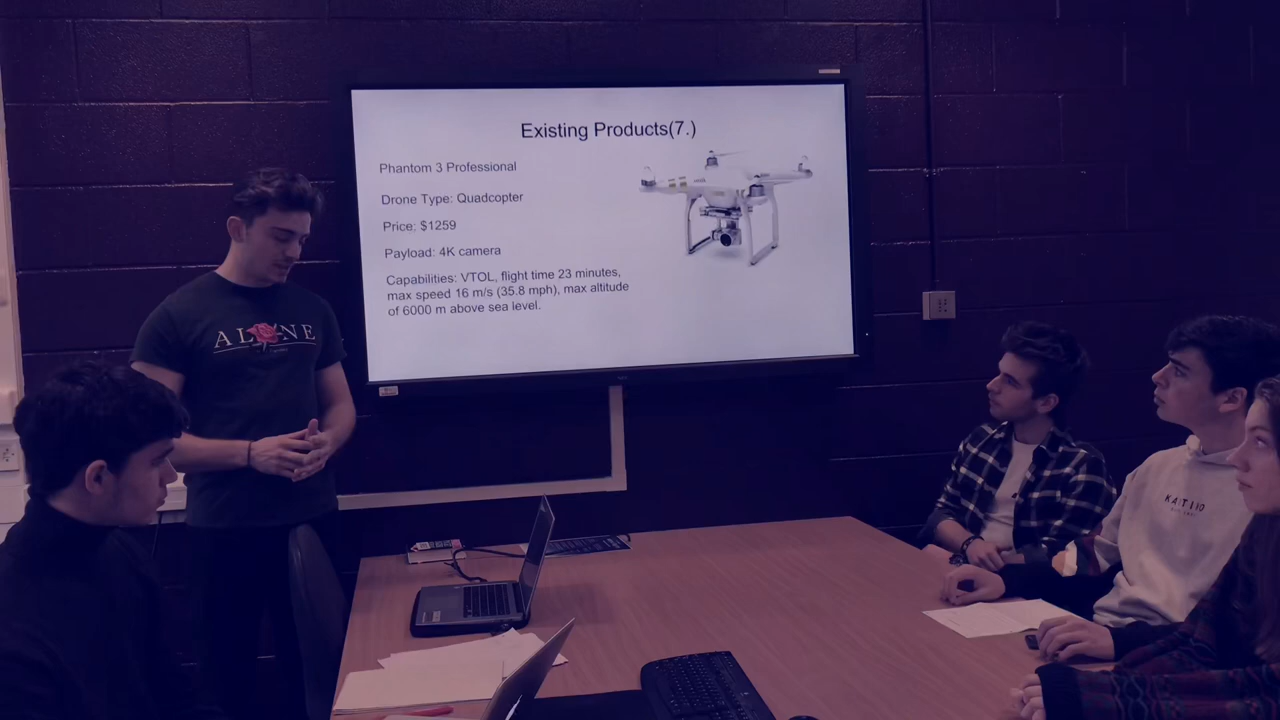 Existing Products(7.)
Phantom 3 Professional
Drone Type: Quadcopter
Price: $1259
Payload: 4K camera
Capabilities: VTOL, flight time 23 minutes,
max speed 16 m/s (35.8 mph), max altitude
of 6000 m above sea level.
ALONE